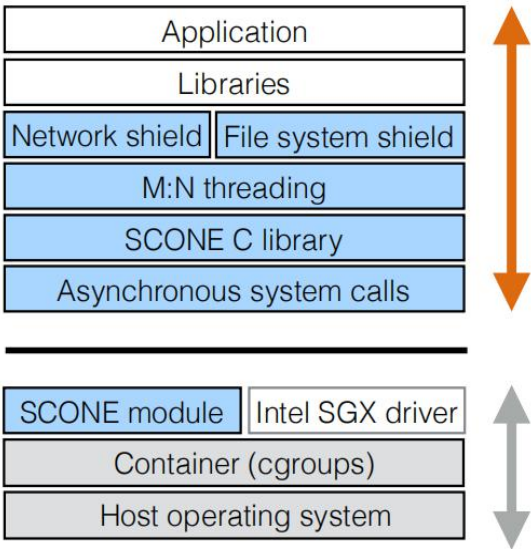 Application
Libraries
Network shield File system shield
M:N threading
SCONE C library
Asynchronous system calls
SCONE module Intel SGX driver
Container (cgroups)
Host operating system